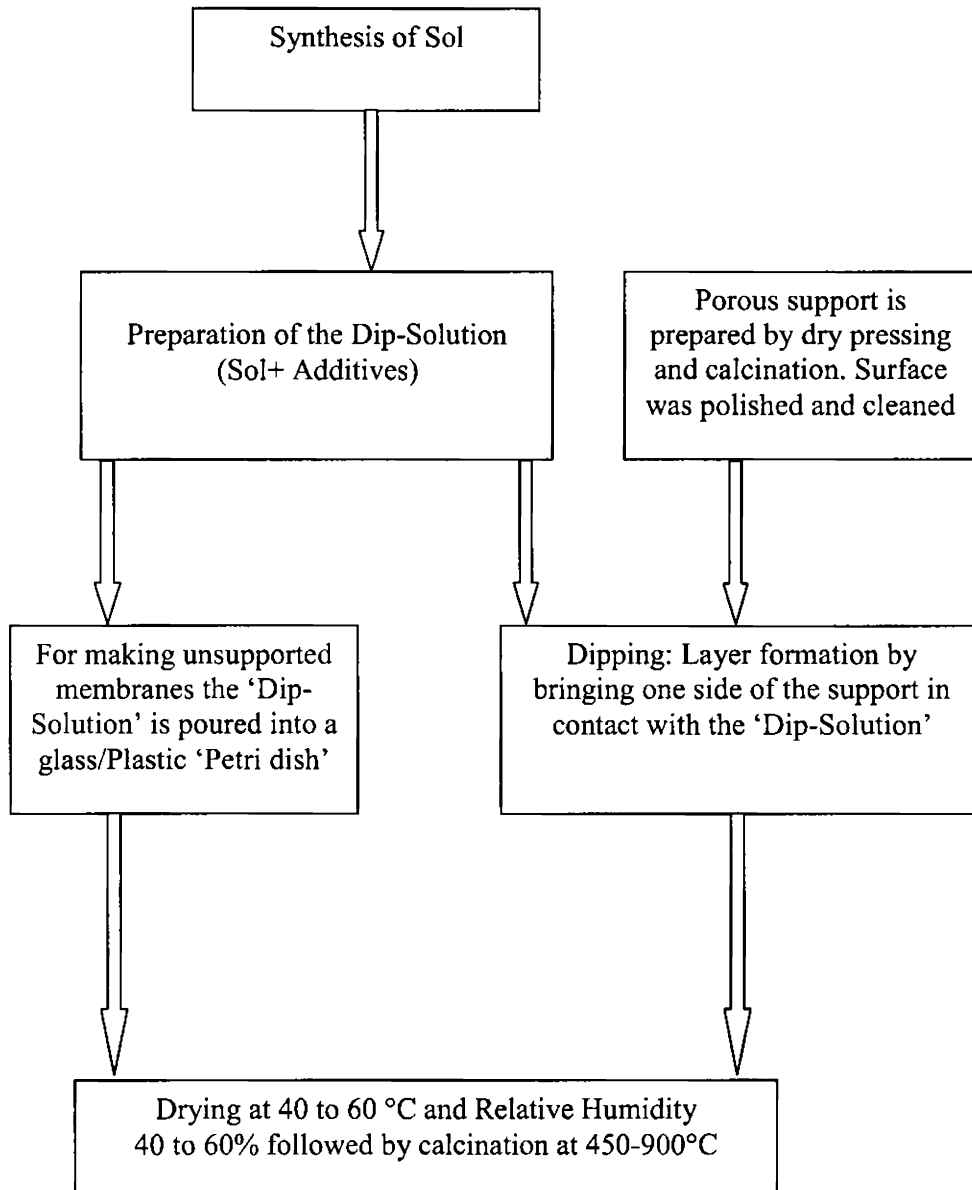 Synthesis of Sol
Preparation of the Dip-Solution
(Sol+ Additives)
Porous support is
prepared by dry pressing
and calcination. Surface
was polished and cleaned
For making unsupported
membranes the ‘Dip-
Solution’ is poured into a
glass/Plastic ‘Petri dish’
Dipping: Layer formation by
bringing one side of the support in
contact with the ‘Dip-Solution’
Drying at 40 to 60 °C and Relative Humidity
40 to 60% followed by calcination at 450-900°C